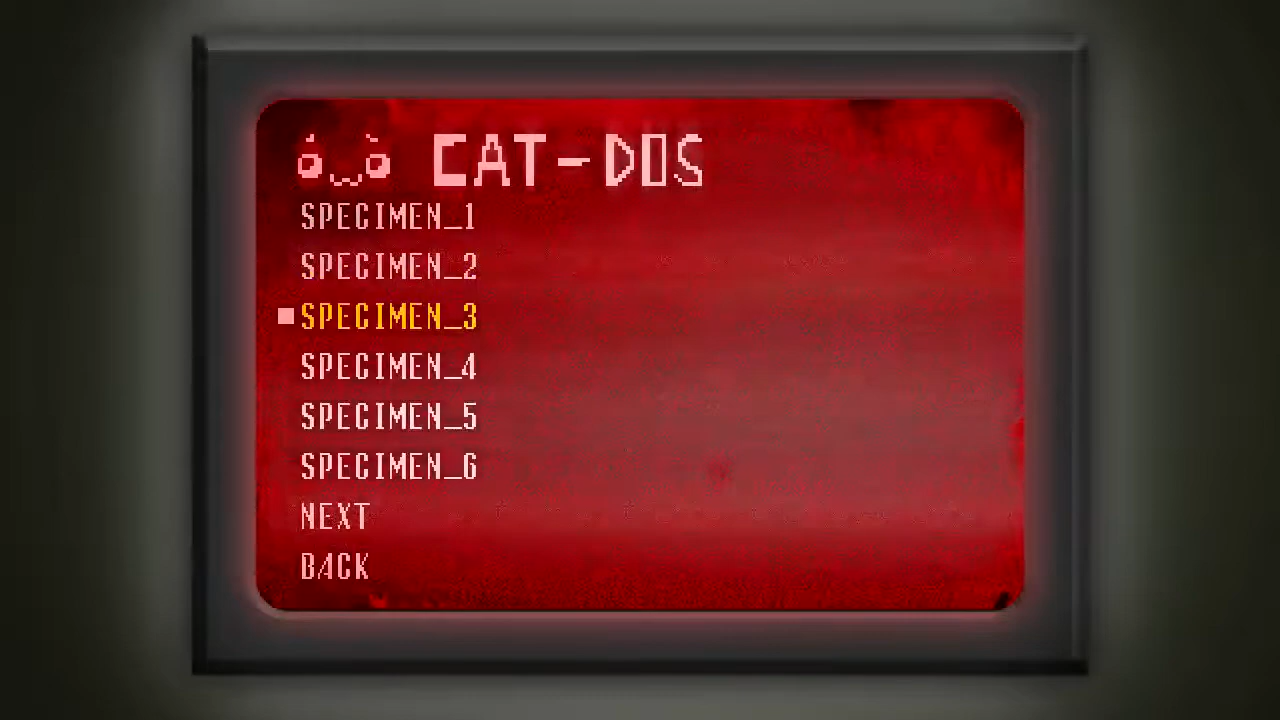 CAT-DOS
SPECIMEN_1
SPECIMEN_2
SPECIMEN_3
SPECIMEN_4
SPECIMEN_5
SPECIMEN_6
NEXT
BACK